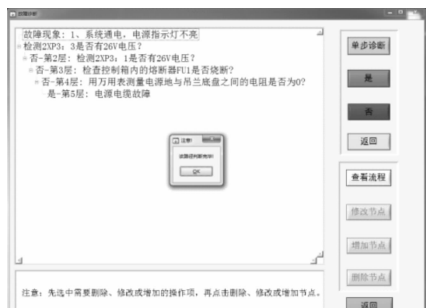 故障诊断
故障现象: 1、系统通电, 电源指示灯不亮
检测2XP3: 3是否有26V电压?
否-第2层: 检测2XP3: 1是否有26V电压?
否-第3层: 检查控制箱内的熔断器FU1是否烧断?
否-第4层: 用万用表测量电源地与吊兰底盘之间的电阻是否为0?
是-第5层: 电源电缆故障
注意!
故障逻辑判断完毕!
OK
单步诊断
是
否
返回
查看流程
修改节点
增加节点
删除节点
返回
注意: 先选中需要删除、修改或增加的操作项, 再点击删除、修改或增加节点。